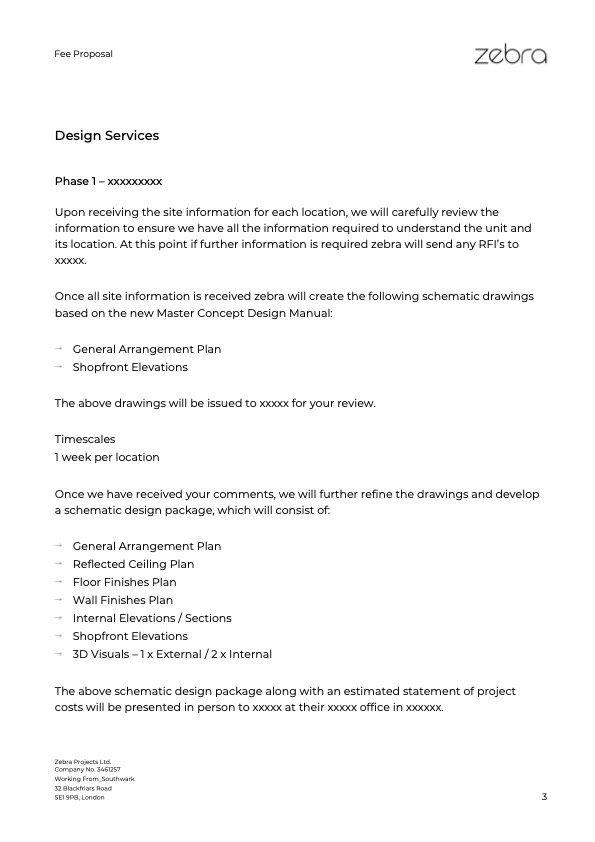 Fee Proposal
zebra
Design Services
Phase 1 – xxxxxxxxx
Upon receiving the site information for each location, we will carefully review the
information to ensure we have all the information required to understand the unit and
its location. At this point if further information is required zebra will send any RFI's to
xxxxx.
Once all site information is received zebra will create the following schematic drawings
based on the new Master Concept Design Manual:
→ General Arrangement Plan
→ Shopfront Elevations
The above drawings will be issued to xxxxx for your review.
Timescales
1 week per location
Once we have received your comments, we will further refine the drawings and develop
a schematic design package, which will consist of:
→ General Arrangement Plan
→ Reflected Ceiling Plan
→ Floor Finishes Plan
→ Wall Finishes Plan
→ Internal Elevations / Sections
→ Shopfront Elevations
→ 3D Visuals – 1 x External / 2 x Internal
The above schematic design package along with an estimated statement of project
costs will be presented in person to xxxxx at their xxxxx office in xxxxxx.
Zebra Projects Ltd.
Company No. 3461257
Working From_Southwark
32 Blackfriars Road
SE1 9PB, London
3